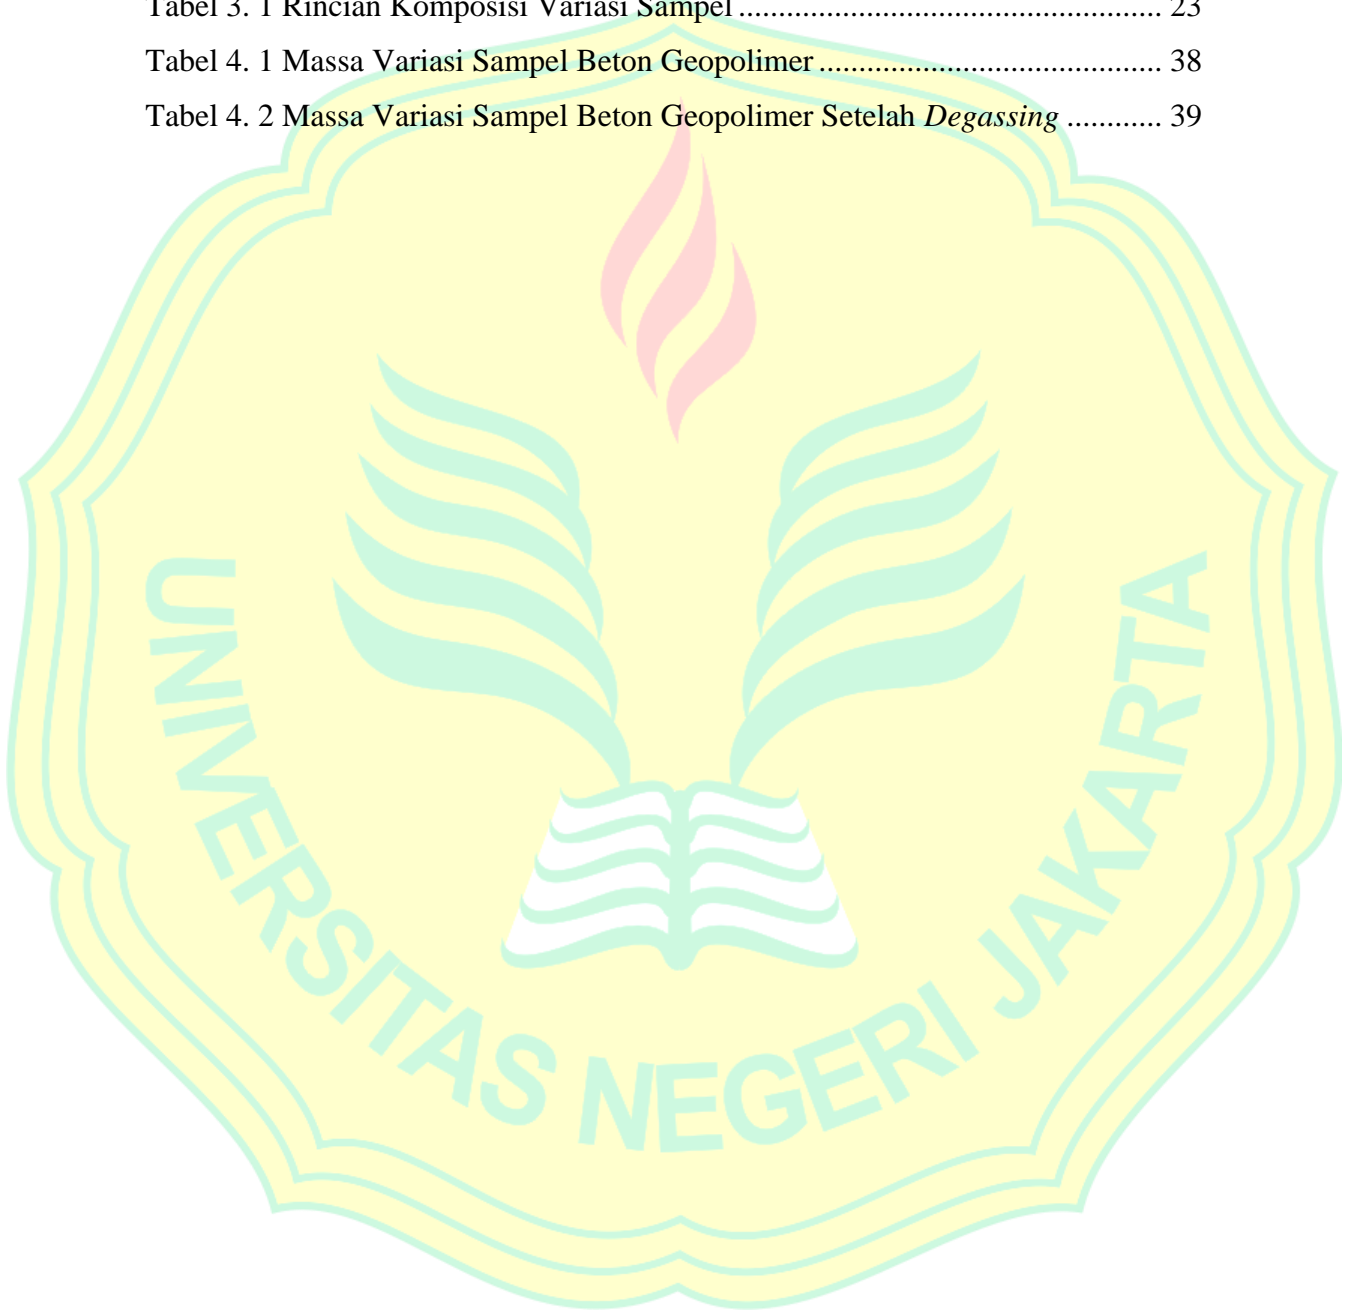 Tabel 3. 1 Rincian Komposisi Variasi Sampel ..................................................... 23
Tabel 4. 1 Massa Variasi Sampel Beton Geopolimer ........................................... 38
Tabel 4. 2 Massa Variasi Sampel Beton Geopolimer Setelah Degassing ............ 39
UNIVERSITAS NEGERI JAKARTA